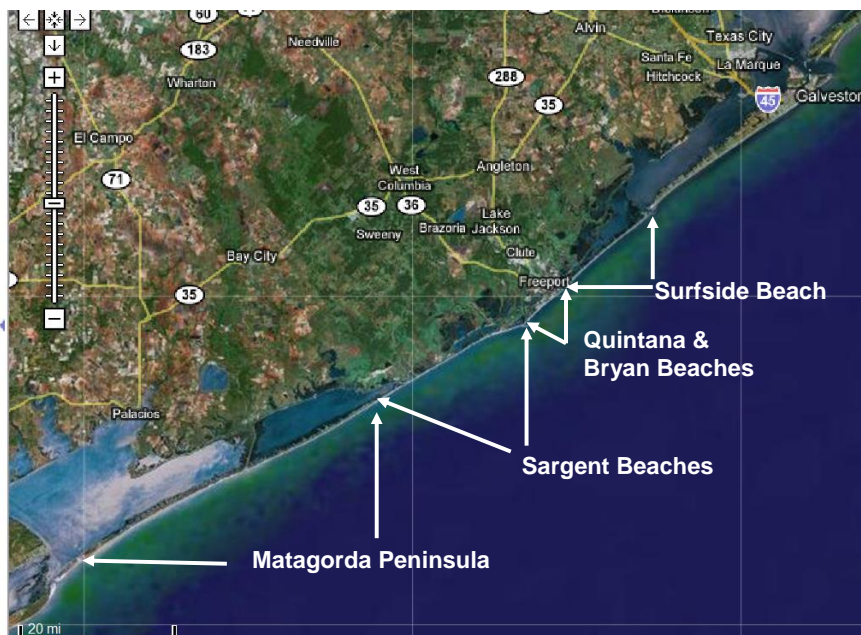 60
183
Needville
Wharton
El Campo
71
35
Bay City
Palacios
288
35
Alvin
Dickinson
Texas City
Santa Fe
La Marque
Hitchcock
45
Galveston
West
Columbia
Angleton
35
36
Sweeny
Brazoria
Lake
Jackson
Clute
Freeport
Surfside Beach
Quintana &
Bryan Beaches
Sargent Beaches
Matagorda Peninsula
20 mi